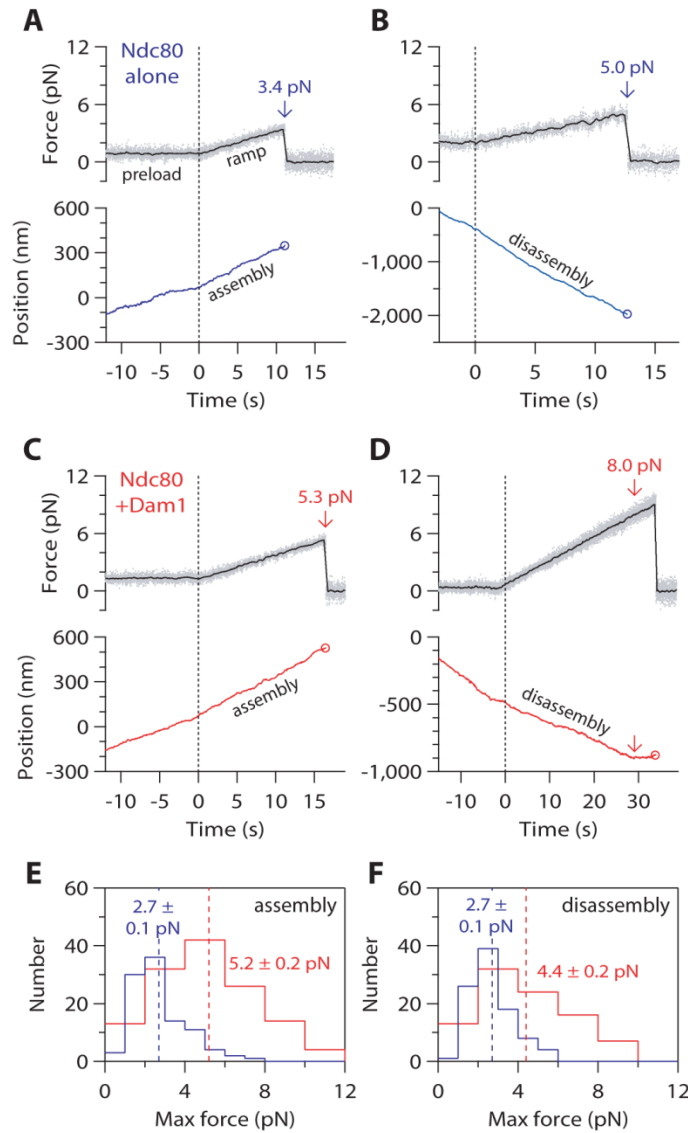 A
B
Ndc80
alone
3.4 pN
5.0 pN
Force (pN)
12
6
0
preload
ramp
12
6
0
Position (nm)
600
300
0
-300
assembly
0
-1,000
-2,000
disassembly
-10 -5 0 5 10 15
Time (s)
0 5 10 15
Time (s)
C
D
Ndc80
+Dam1
5.3 pN
8.0 pN
Force (pN)
12
6
0
12
6
0
Position (nm)
600
300
0
-300
assembly
0
-500
-1,000
disassembly
-10 -5 0 5 10 15
Time (s)
-10 0 10 20 30
Time (s)
E
F
Number
60
40
20
0
2.7 ±
0.1 pN
assembly
5.2 ± 0.2 pN
0 4 8 12
Max force (pN)
Number
60
40
20
0
2.7 ±
0.1 pN
disassembly
4.4 ± 0.2 pN
0 4 8 12
Max force (pN)